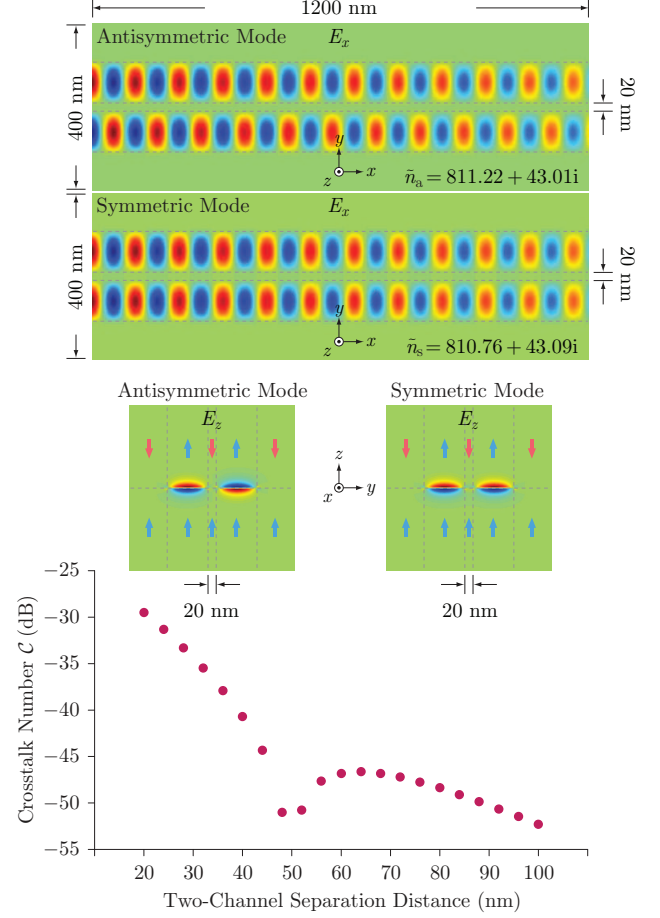 1200 nm
Antisymmetric Mode E_x
400 nm
20 nm
y
z x
ñ_a = 811.22 + 43.01i
Symmetric Mode E_x
400 nm
20 nm
y
z x
ñ_s = 810.76 + 43.09i
Antisymmetric Mode Symmetric Mode
E_z E_z
z
x y
20 nm 20 nm
Crosstalk Number C (dB)
−25
−30
−35
−40
−45
−50
−55
10 20 30 40 50 60 70 80 90 100
Two-Channel Separation Distance (nm)